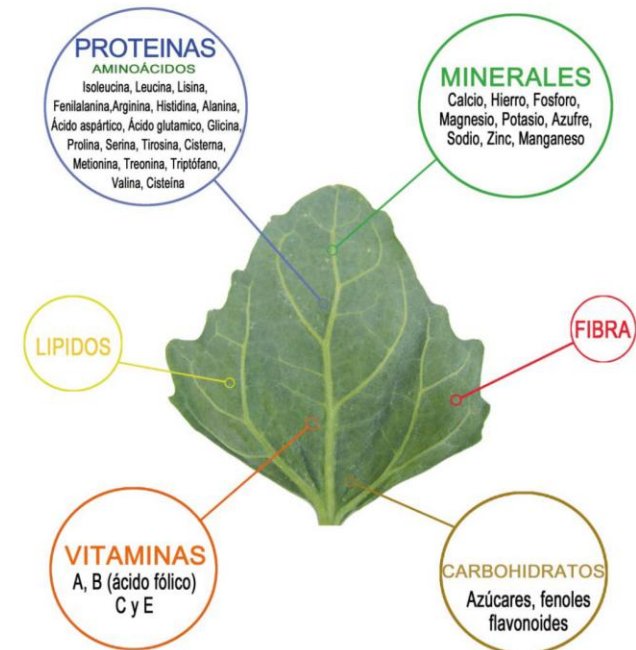 PROTEINAS
AMINOÁCIDOS
Isoleucina, Leucina, Lisina,
Fenilalanina,Arginina, Histidina, Alanina,
Ácido aspártico, Ácido glutamico, Glicina,
Prolina, Serina, Tirosina, Cisterna,
Metionina, Treonina, Triptófano,
Valina, Cisteína
MINERALES
Calcio, Hierro, Fosforo,
Magnesio, Potasio, Azufre,
Sodio, Zinc, Manganeso
LIPIDOS
FIBRA
VITAMINAS
A, B (ácido fólico)
C y E
CARBOHIDRATOS
Azúcares, fenoles
flavonoides